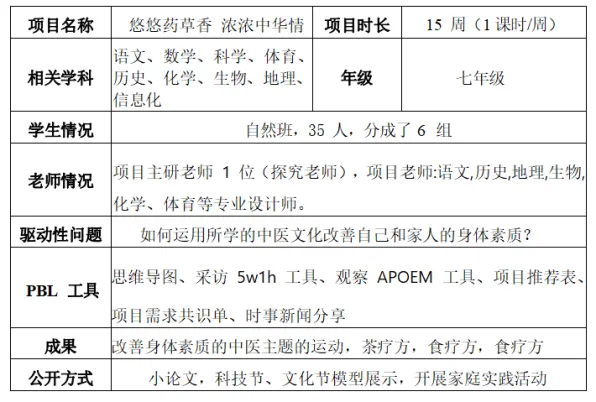 项目名称 悠悠药草香 浓浓中华情 项目时长 15 周（1 课时/周）
相关学科 语文、数学、科学、体育、
历史、化学、生物、地理、
信息化
年级 七年级
学生情况 自然班，35 人，分成了 6 组
老师情况 项目主研老师 1 位（探究老师），项目老师:语文,历史,地理,生物,
化学、体育等专业设计师。
驱动性问题 如何运用所学的中医文化改善自己和家人的身体素质？
PBL 工具 思维导图、采访 5w1h 工具、观察 APOEM 工具、项目推荐表、
项目需求共识单、时事新闻分享
成果 改善身体素质的中医主题的运动，茶疗方，食疗方，食疗方
公开方式 小论文，科技节、文化节模型展示，开展家庭实践活动